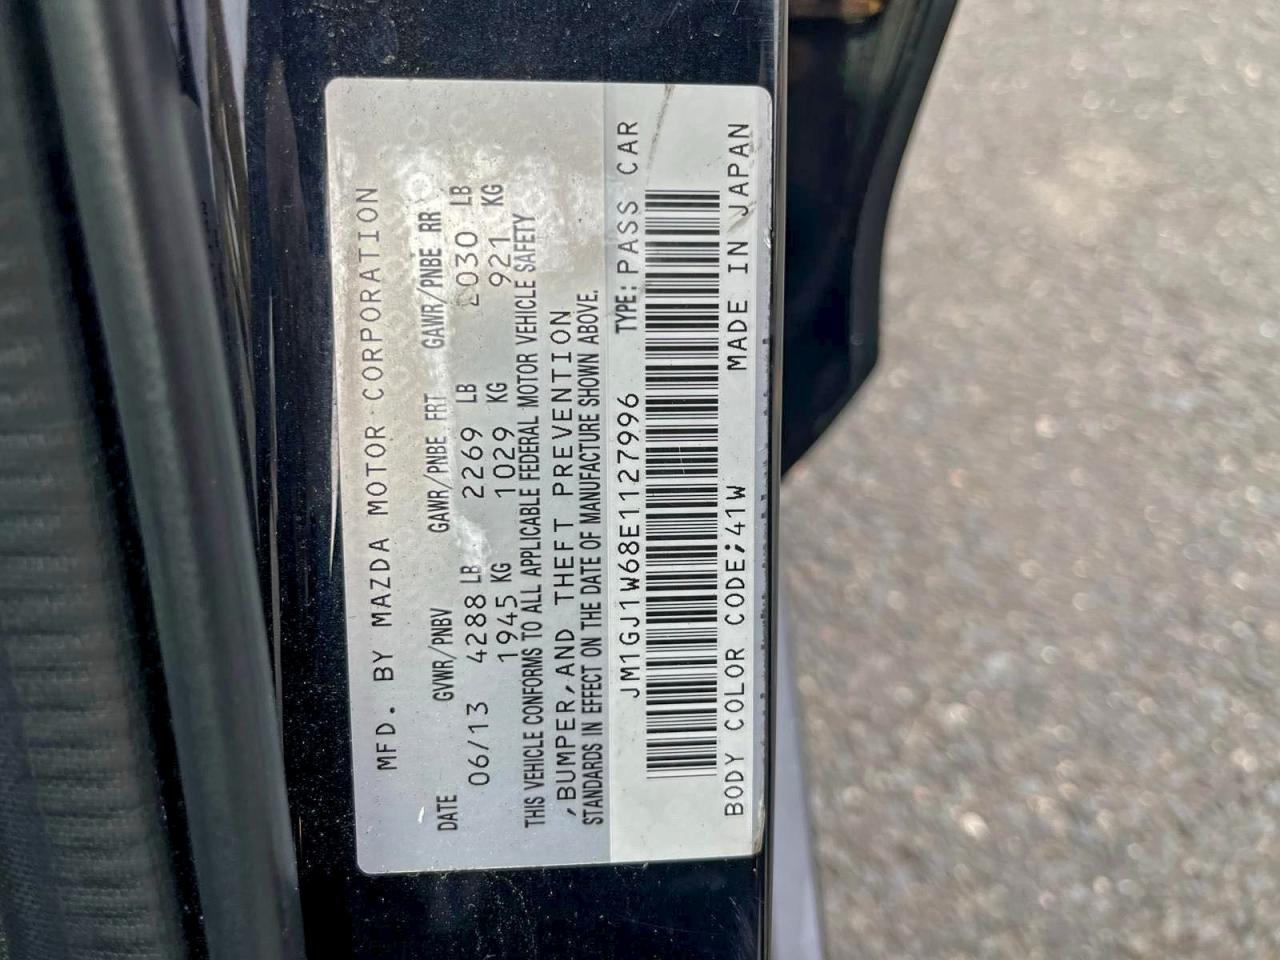 MFD. BY MAZDA MOTOR CORPORATION
DATE GVWR/PNBV GAWR/PNBE FRT GAWR/PNBE RR
06/13 4288 LB 2269 LB 2030 LB
1945 KG 1029 KG 921 KG
THIS VEHICLE CONFORMS TO ALL APPLICABLE FEDERAL MOTOR VEHICLE SAFETY
,BUMPER,AND THEFT PREVENTION
STANDARDS IN EFFECT ON THE DATE OF MANUFACTURE SHOWN ABOVE.
JM1GJ1W68E1127996 TYPE: PASS CAR
BODY COLOR CODE;41W MADE IN JAPAN